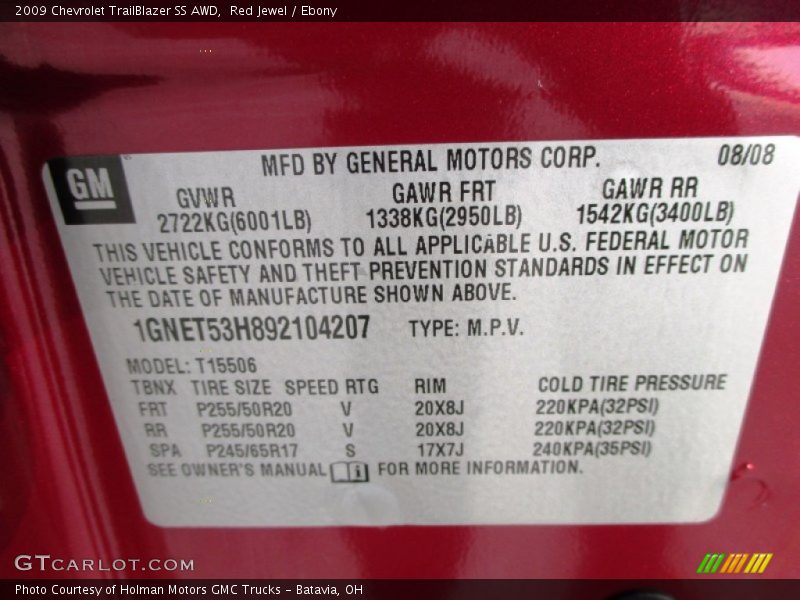 2009 Chevrolet TrailBlazer SS AWD,  Red Jewel / Ebony
GM
MFD BY GENERAL MOTORS CORP. 08/08
GVWR GAWR FRT GAWR RR
2722KG(6001LB) 1338KG(2950LB) 1542KG(3400LB)
THIS VEHICLE CONFORMS TO ALL APPLICABLE U.S. FEDERAL MOTOR
VEHICLE SAFETY AND THEFT PREVENTION STANDARDS IN EFFECT ON
THE DATE OF MANUFACTURE SHOWN ABOVE.
1GNET53H892104207 TYPE: M.P.V.
MODEL: T15506
TBNX TIRE SIZE SPEED RTG RIM COLD TIRE PRESSURE
FRT P255/50R20 V 20X8J 220KPA(32PSI)
RR P255/50R20 V 20X8J 220KPA(32PSI)
SPA P245/65R17 S 17X7J 240KPA(35PSI)
SEE OWNER'S MANUAL FOR MORE INFORMATION.
GTCARLOT.COM
Photo Courtesy of Holman Motors GMC Trucks - Batavia, OH